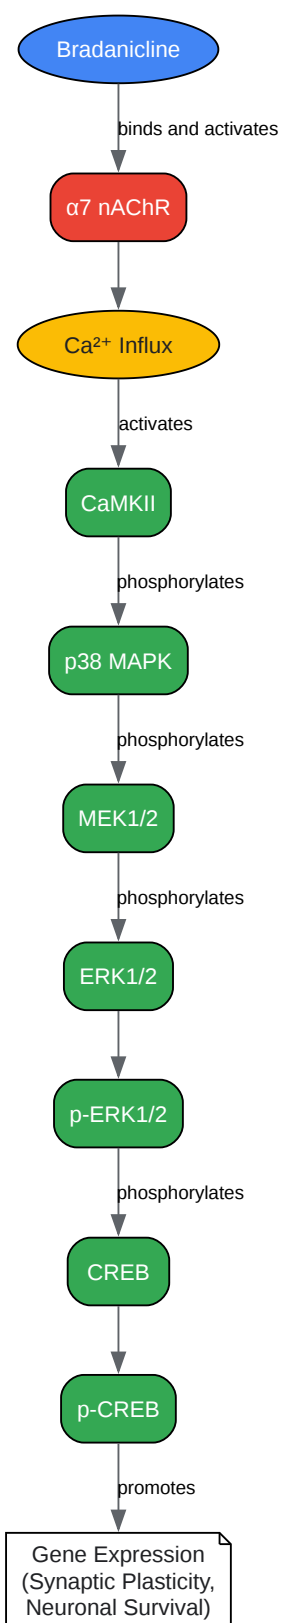 Bradanicline
binds and activates
α7 nAChR
Ca²⁺ Influx
activates
CaMKII
phosphorylates
p38 MAPK
phosphorylates
MEK1/2
phosphorylates
ERK1/2
p-ERK1/2
phosphorylates
CREB
p-CREB
promotes
Gene Expression
(Synaptic Plasticity,
Neuronal Survival)